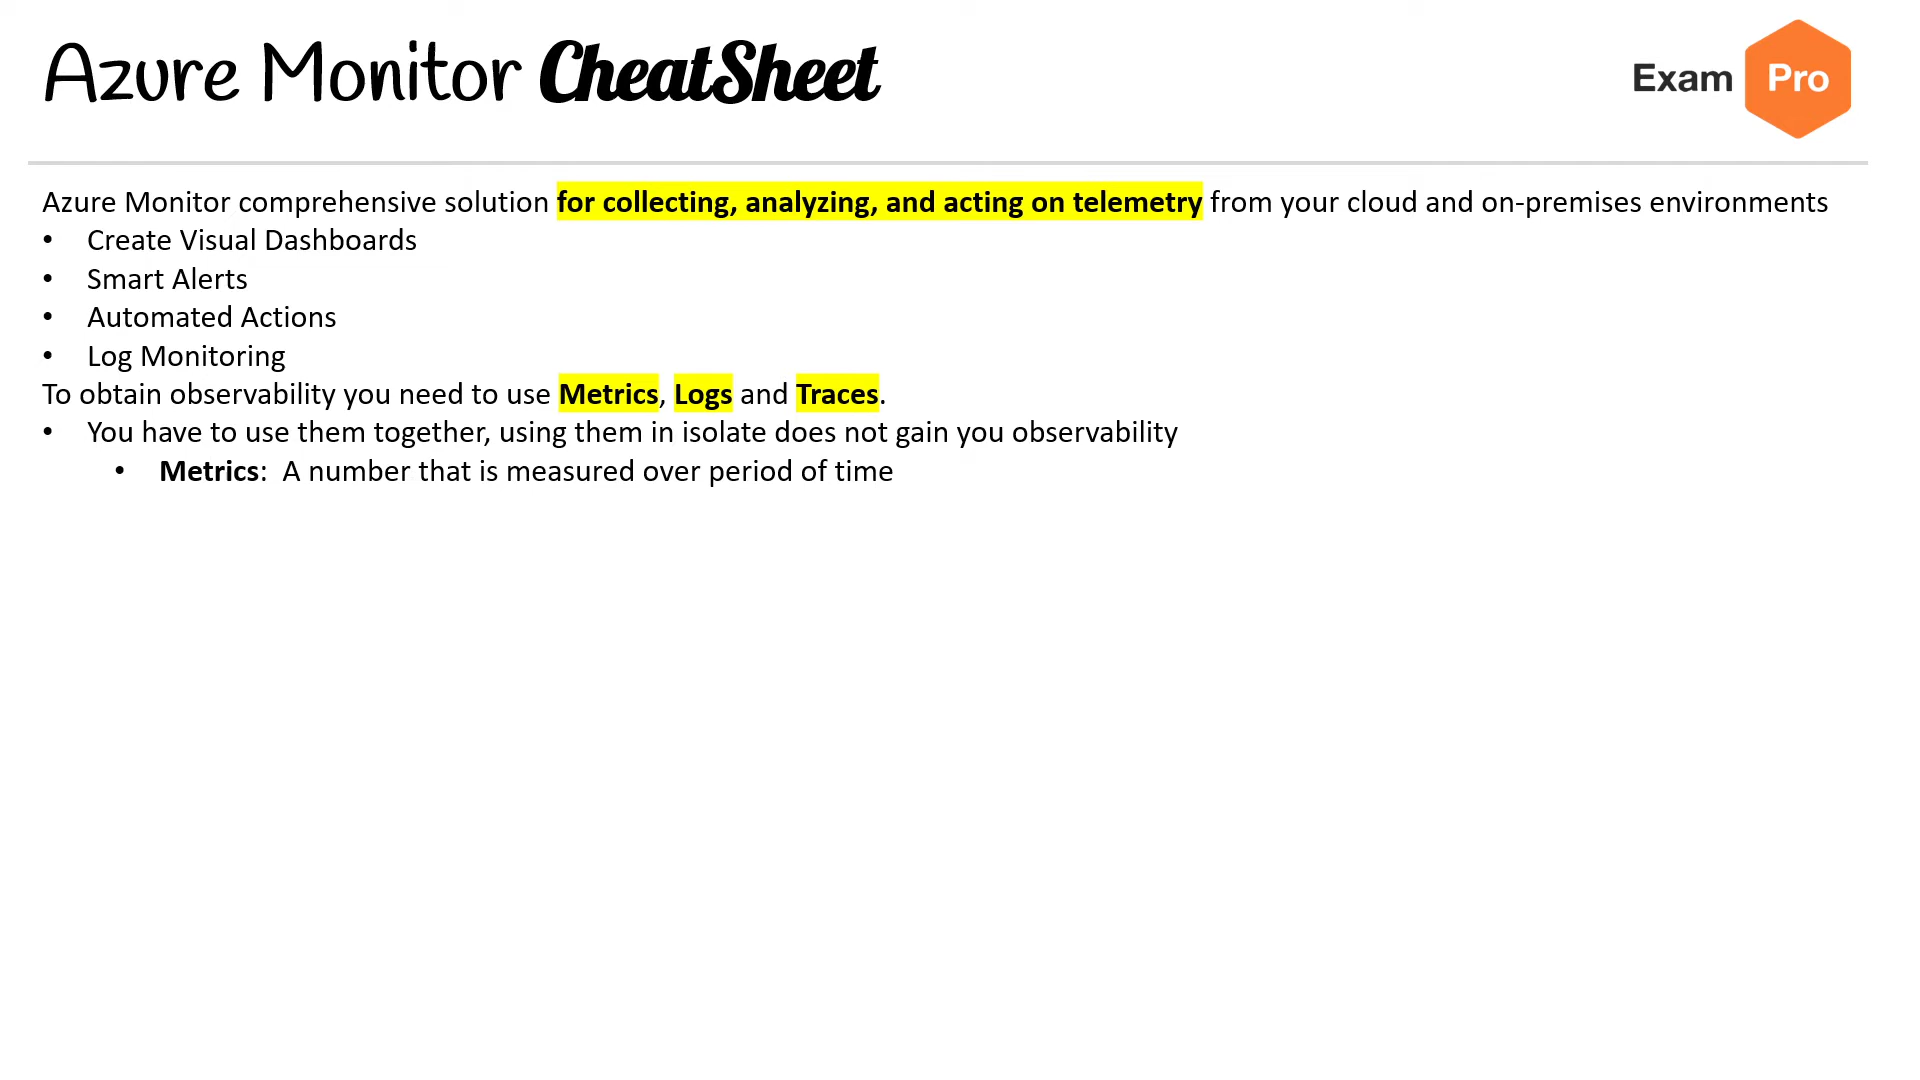 Azure Monitor CheatSheet
Exam Pro
Azure Monitor comprehensive solution for collecting, analyzing, and acting on telemetry from your cloud and on-premises environments
• Create Visual Dashboards
• Smart Alerts
• Automated Actions
• Log Monitoring
To obtain observability you need to use Metrics, Logs and Traces.
• You have to use them together, using them in isolate does not gain you observability
• Metrics: A number that is measured over period of time